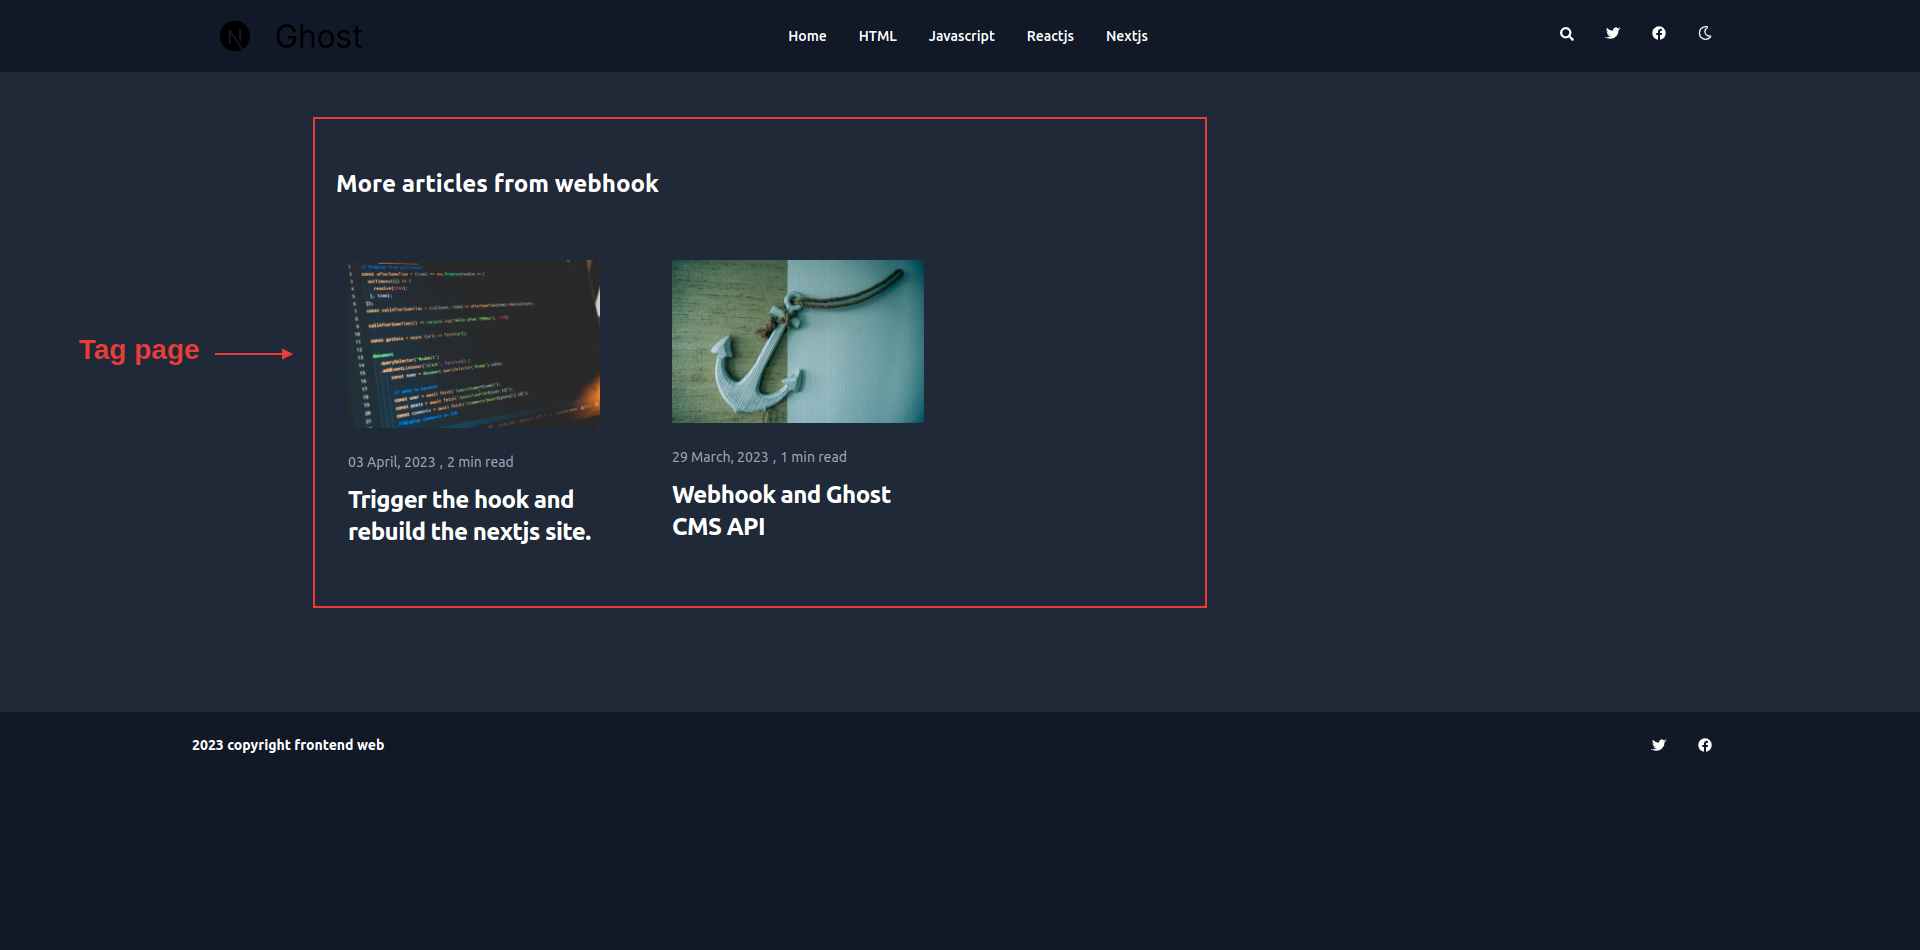 Ghost
Home HTML Javascript Reactjs Nextjs
More articles from webhook
Tag page
03 April, 2023 , 2 min read
Trigger the hook and
rebuild the nextjs site.
29 March, 2023 , 1 min read
Webhook and Ghost
CMS API
2023 copyright frontend web